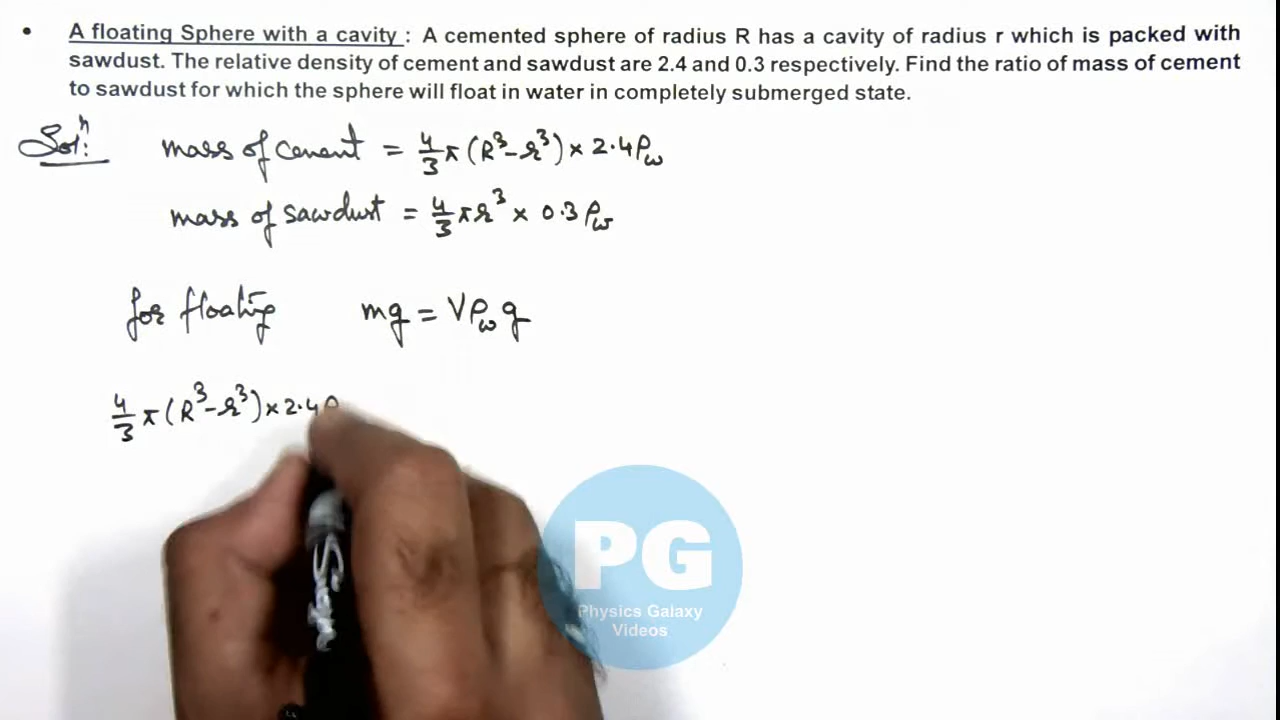 • A floating Sphere with a cavity : A cemented sphere of radius R has a cavity of radius r which is packed with
sawdust. The relative density of cement and sawdust are 2.4 and 0.3 respectively. Find the ratio of mass of cement
to sawdust for which the sphere will float in water in completely submerged state.
Solⁿ: mass of cement = 4/3 π (R³-r³) × 2.4ρw
mass of sawdust = 4/3 π r³ × 0.3 ρw
for floating mg = Vρw g
4/3 π (R³-r³) × 2.4ρ
PG
Physics Galaxy
Videos